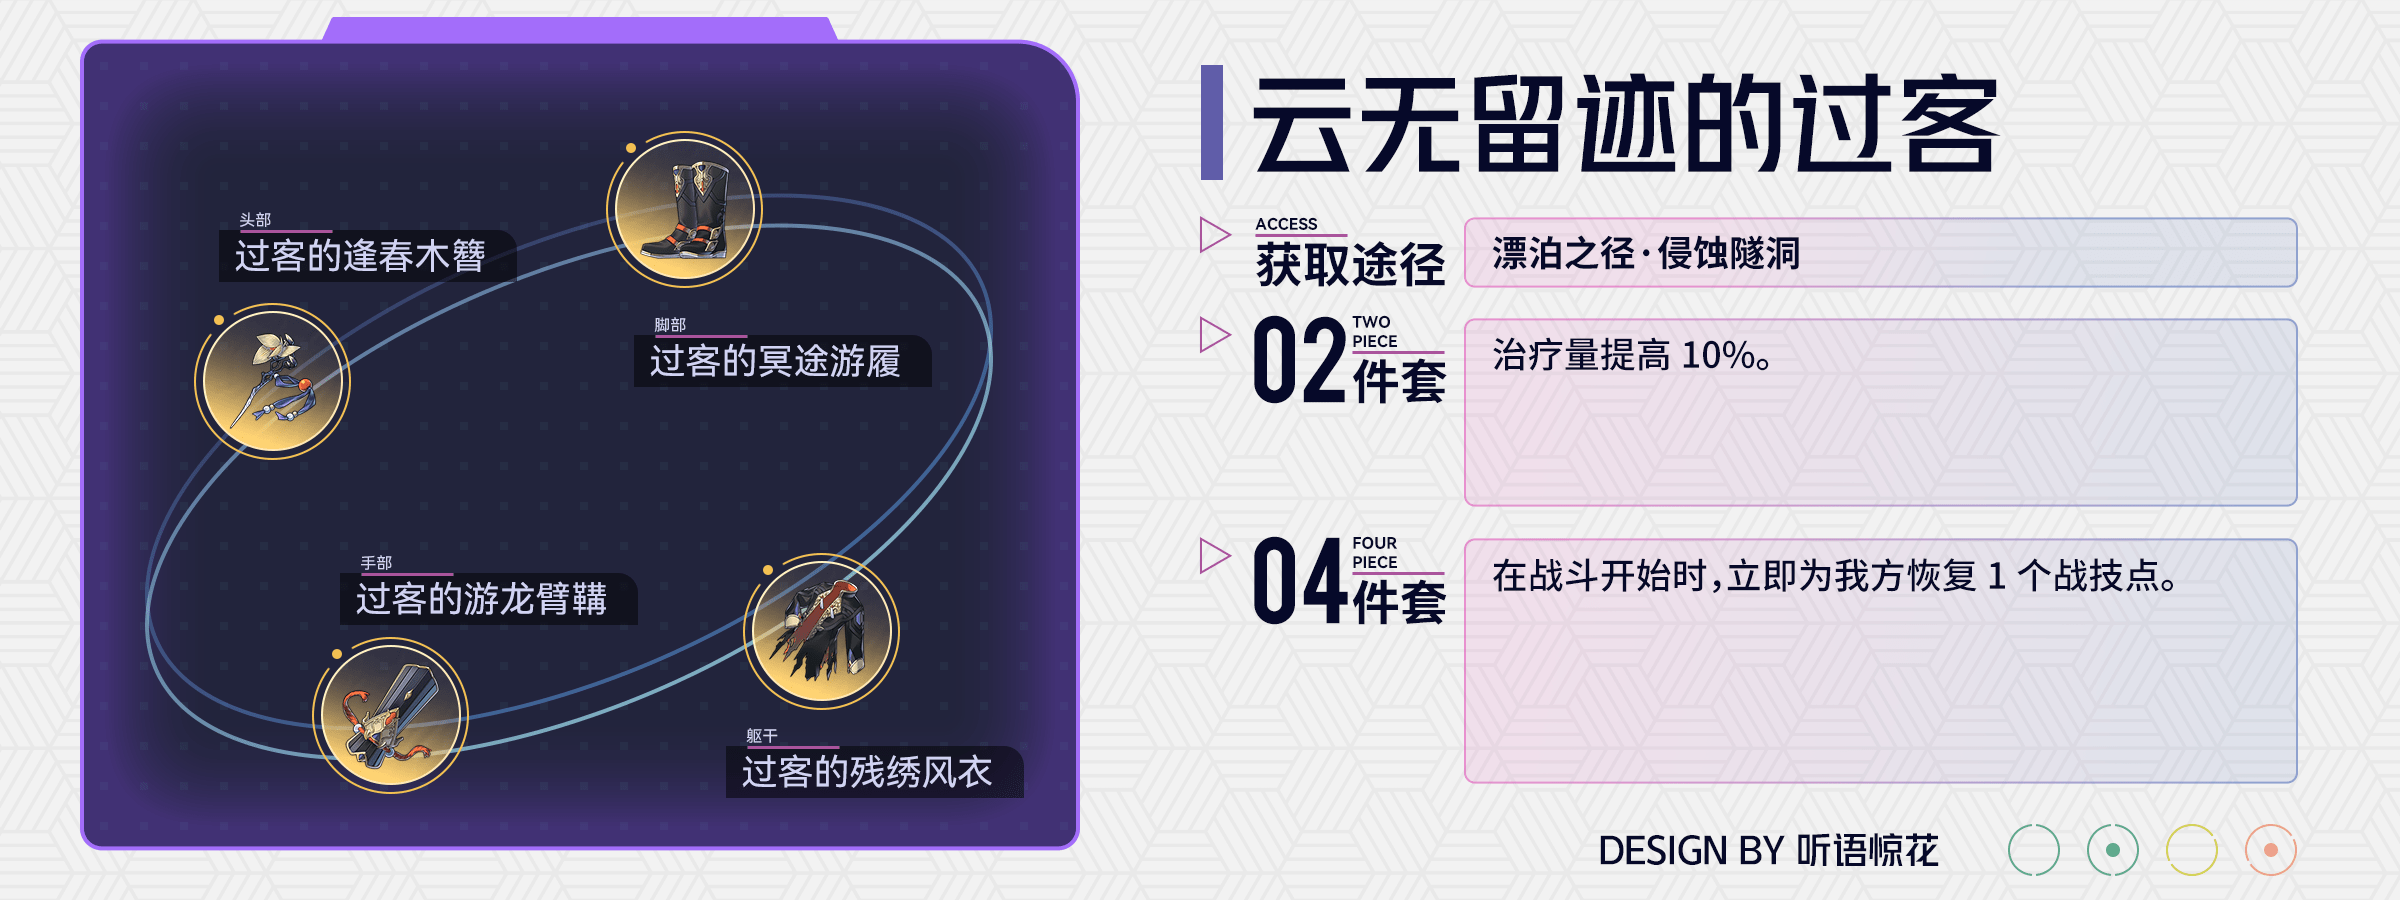 头部
过客的逢春木簪
脚部
过客的冥途游履
手部
过客的游龙臂鞲
躯干
过客的残绣风衣
云无留迹的过客
ACCESS
获取途径
漂泊之径·侵蚀隧洞
02
TWO
PIECE
件套
治疗量提高 10%。
04
FOUR
PIECE
件套
在战斗开始时，立即为我方恢复 1 个战技点。
DESIGN BY 听语惊花